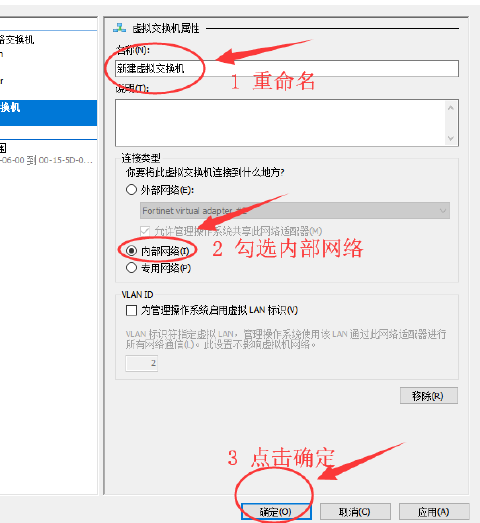 络交换机
r
换机
围
-06-00 到 00-15-5D-0...
虚拟交换机属性
名称(N):
新建虚拟交换机
1 重命名
说明(T):
连接类型
你要将此虚拟交换机连接到什么地方?
外部网络(E):
Fortinet virtual adapter #2
允许管理操作系统共享此网络适配器(M)
内部网络(I)
2 勾选内部网络
专用网络(P)
VLAN ID
为管理操作系统启用虚拟 LAN 标识(V)
VLAN 标识符指定虚拟 LAN，管理操作系统使用该 LAN 通过此网络适配器进行
所有网络通信(L)。此设置不影响虚拟机网络。
2
移除(R)
3 点击确定
确定(O)
取消(C)
应用(A)